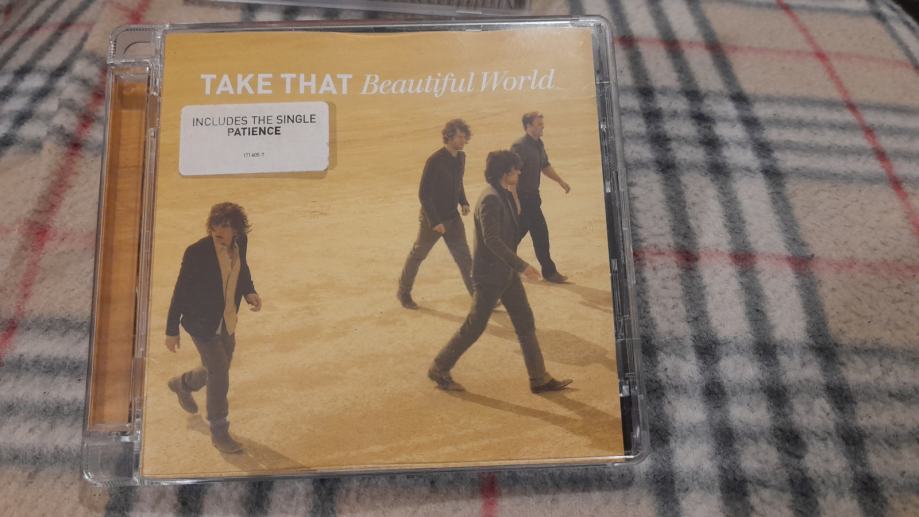 TAKE THAT Beautiful World
INCLUDES THE SINGLE
PATIENCE